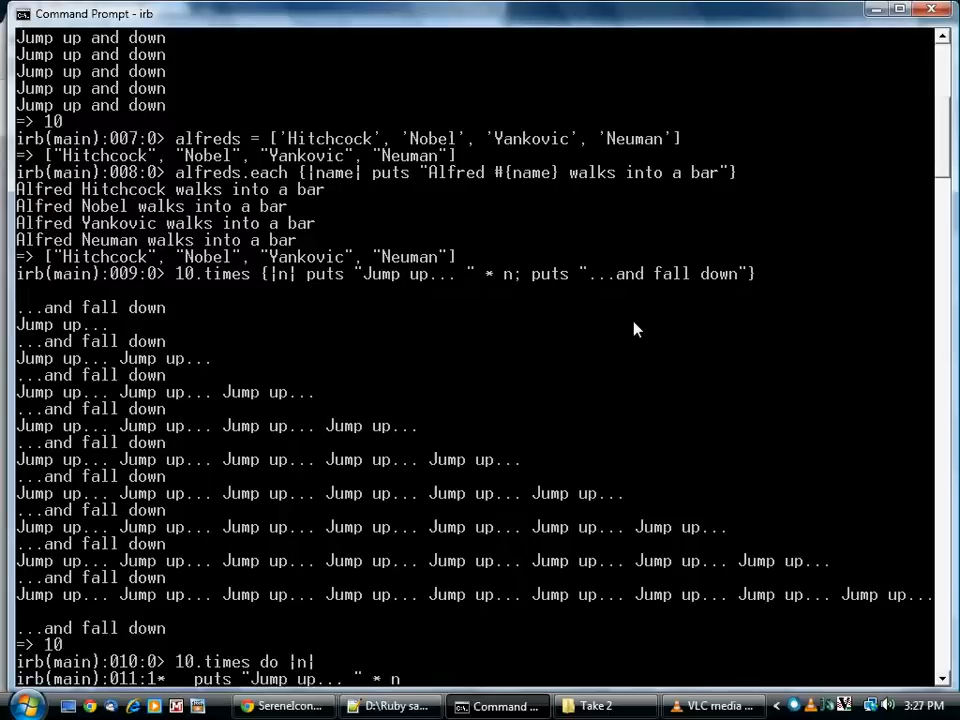 Command Prompt - irb
Jump up and down
Jump up and down
Jump up and down
Jump up and down
Jump up and down
=> 10
irb(main):007:0> alfreds = ['Hitchcock', 'Nobel', 'Yankovic', 'Neuman']
=> ["Hitchcock", "Nobel", "Yankovic", "Neuman"]
irb(main):008:0> alfreds.each {|name| puts "Alfred #{name} walks into a bar"}
Alfred Hitchcock walks into a bar
Alfred Nobel walks into a bar
Alfred Yankovic walks into a bar
Alfred Neuman walks into a bar
=> ["Hitchcock", "Nobel", "Yankovic", "Neuman"]
irb(main):009:0> 10.times {|n| puts "Jump up... " * n; puts "...and fall down"}
...and fall down
Jump up...
...and fall down
Jump up... Jump up...
...and fall down
Jump up... Jump up... Jump up...
...and fall down
Jump up... Jump up... Jump up... Jump up...
...and fall down
Jump up... Jump up... Jump up... Jump up... Jump up...
...and fall down
Jump up... Jump up... Jump up... Jump up... Jump up... Jump up...
...and fall down
Jump up... Jump up... Jump up... Jump up... Jump up... Jump up... Jump up...
...and fall down
Jump up... Jump up... Jump up... Jump up... Jump up... Jump up... Jump up... Jump up...
...and fall down
Jump up... Jump up... Jump up... Jump up... Jump up... Jump up... Jump up... Jump up... Jump up...
...and fall down
=> 10
irb(main):010:0> 10.times do |n|
irb(main):011:1*   puts "Jump up... " * n
SereneIcon... D:\Ruby sa... Command ... Take 2 VLC media ... 3:27 PM